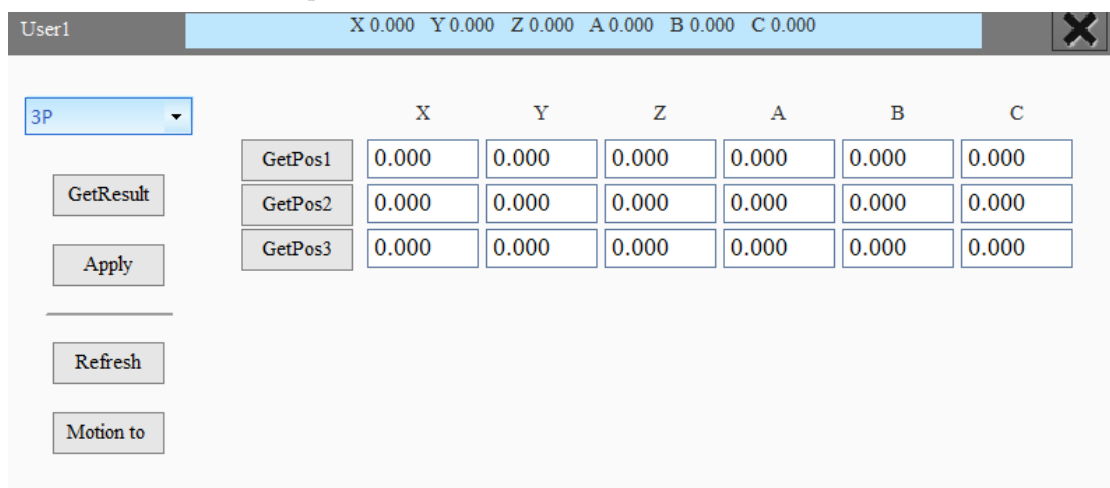 User1 X 0.000 Y 0.000 Z 0.000 A 0.000 B 0.000 C 0.000
3P
X Y Z A B C
GetPos1 0.000 0.000 0.000 0.000 0.000 0.000
GetResult
GetPos2 0.000 0.000 0.000 0.000 0.000 0.000
GetPos3 0.000 0.000 0.000 0.000 0.000 0.000
Apply
Refresh
Motion to